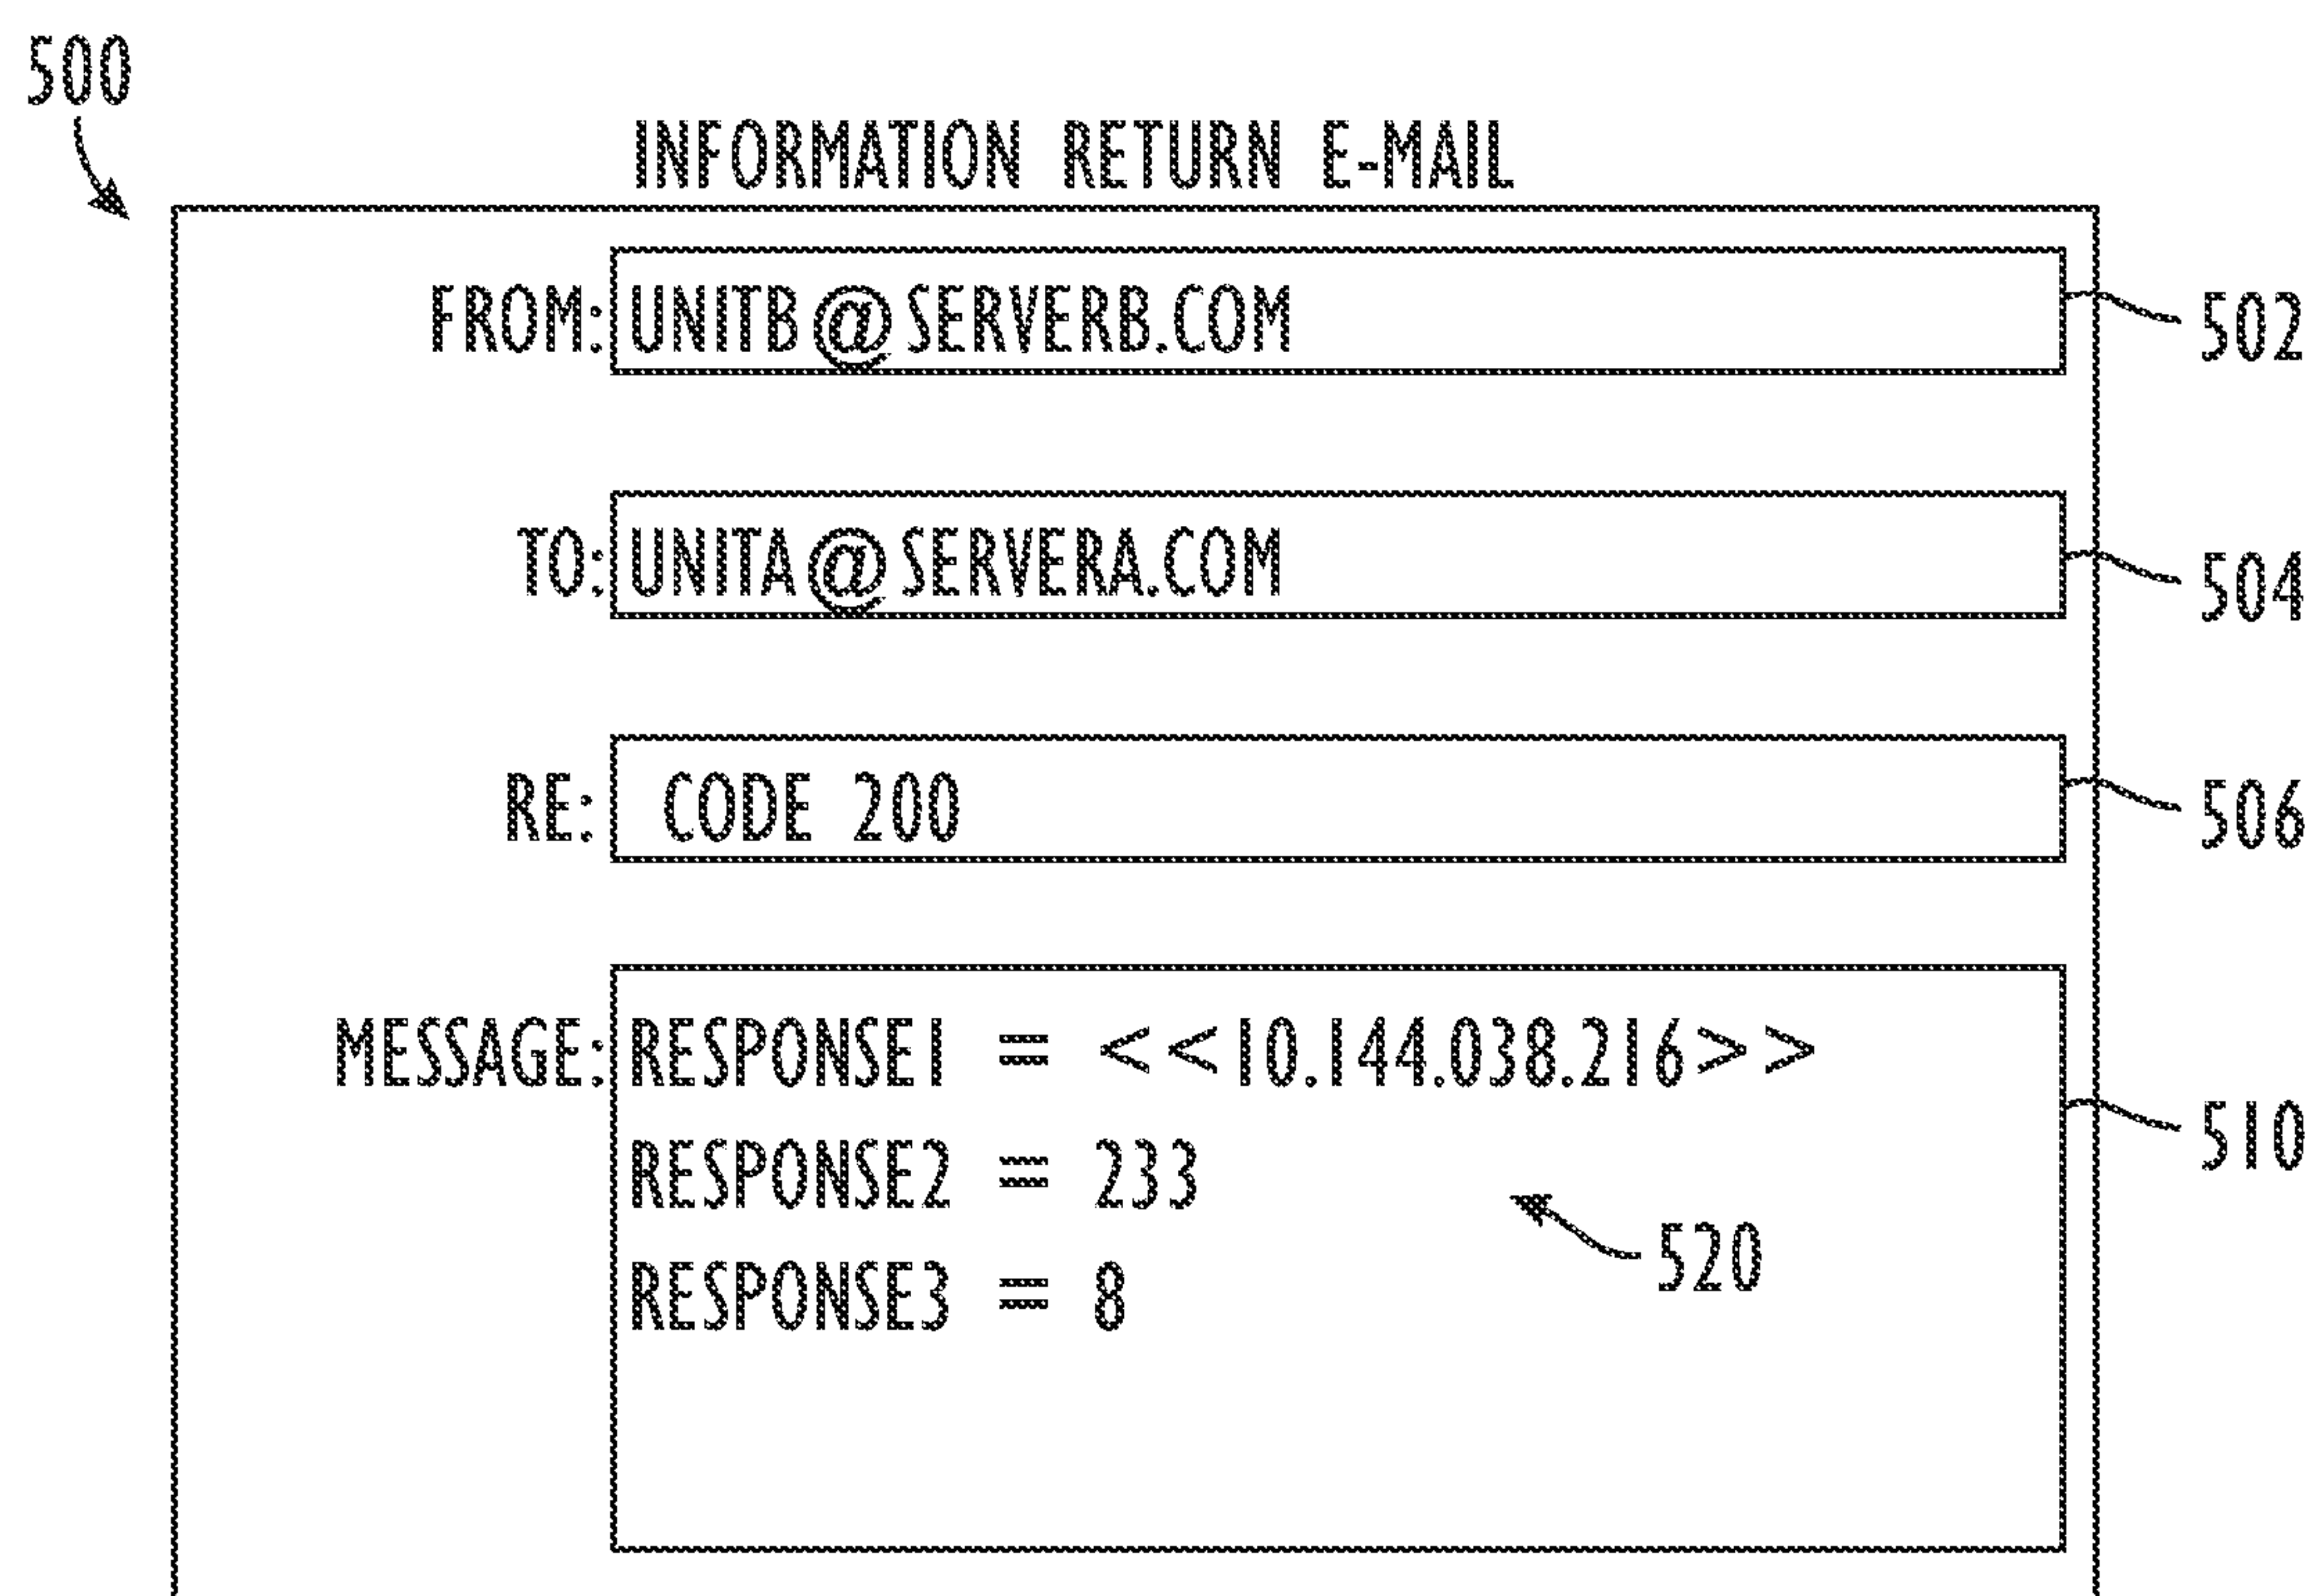 500
INFORMATION RETURN E-MAIL
FROM: UNITB@SERVERB.COM
502
TO: UNITA@SERVERA.COM
504
RE: CODE 200
506
MESSAGE: RESPONSE1 = <<10.144.038.216>>
510
RESPONSE2 = 233
520
RESPONSE3 = 8